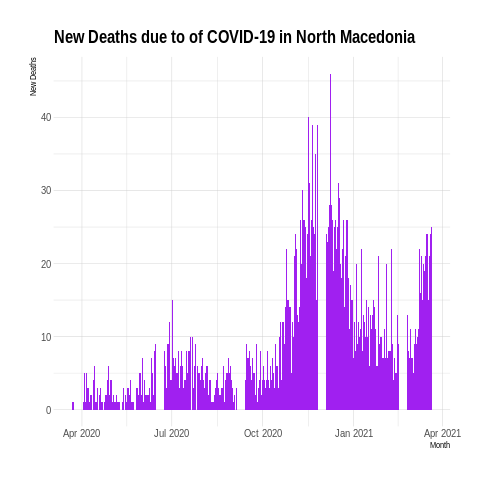 New Deaths due to of COVID-19 in North Macedonia
New Deaths
40
30
20
10
0
Apr 2020 Jul 2020 Oct 2020 Jan 2021 Apr 2021
Month